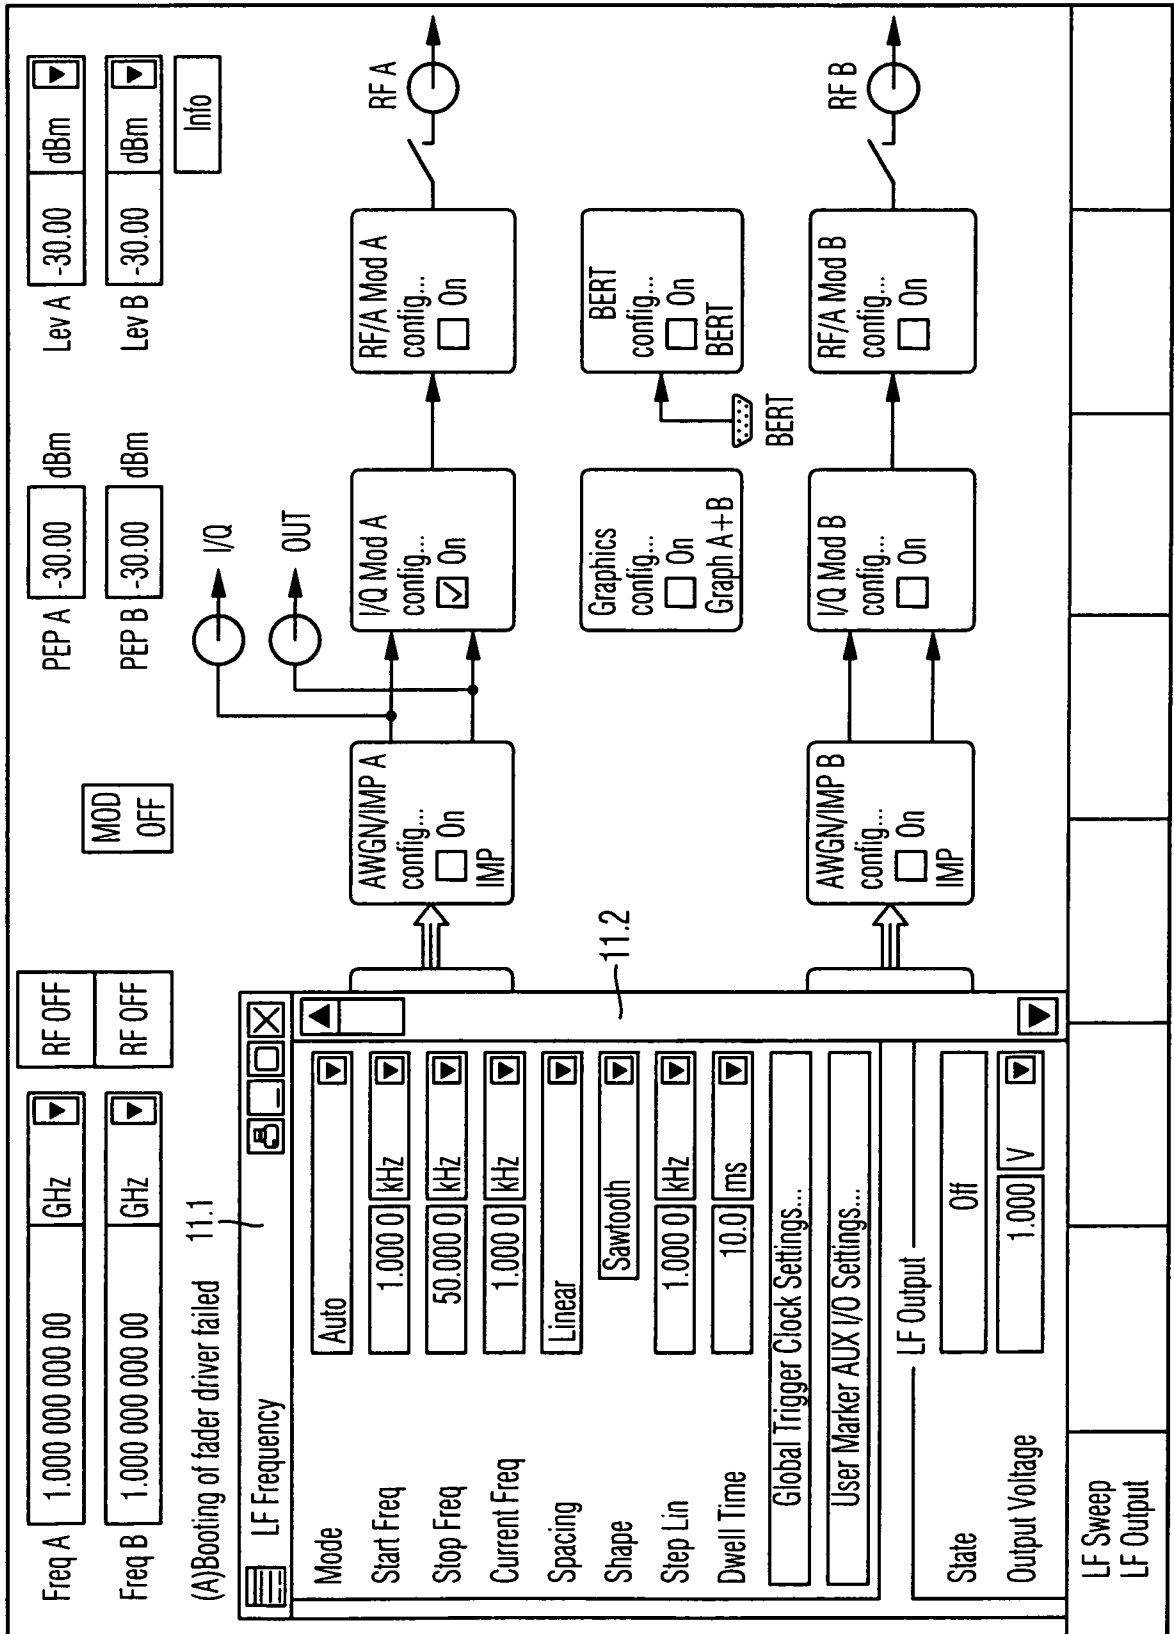 Freq A 1.000 000 000 00 GHz RF OFF PEP A -30.00 dBm Lev A -30.00 dBm
MOD OFF
Freq B 1.000 000 000 00 GHz RF OFF PEP B -30.00 dBm Lev B -30.00 dBm
(A)Booting of fader driver failed
11.1
Info
LF Frequency
Mode Auto
Start Freq 1.000 0 kHz
Stop Freq 50.000 0 kHz
Current Freq 1.000 0 kHz
Spacing Linear
Shape Sawtooth
Step Lin 1.000 0 kHz
Dwell Time 10.0 ms
Global Trigger Clock Settings...
User Marker AUX I/O Settings...
LF Output
State Off
Output Voltage 1.000 V
11.2
I/Q
OUT
AWGN/IMP A
config...
On
IMP
I/Q Mod A
config...
On
RF/A Mod A
config...
On
RF A
Graphics
config...
On
Graph A+B
BERT
BERT
config...
On
BERT
AWGN/IMP B
config...
On
IMP
I/Q Mod B
config...
On
RF/A Mod B
config...
On
RF B
LF Sweep
LF Output